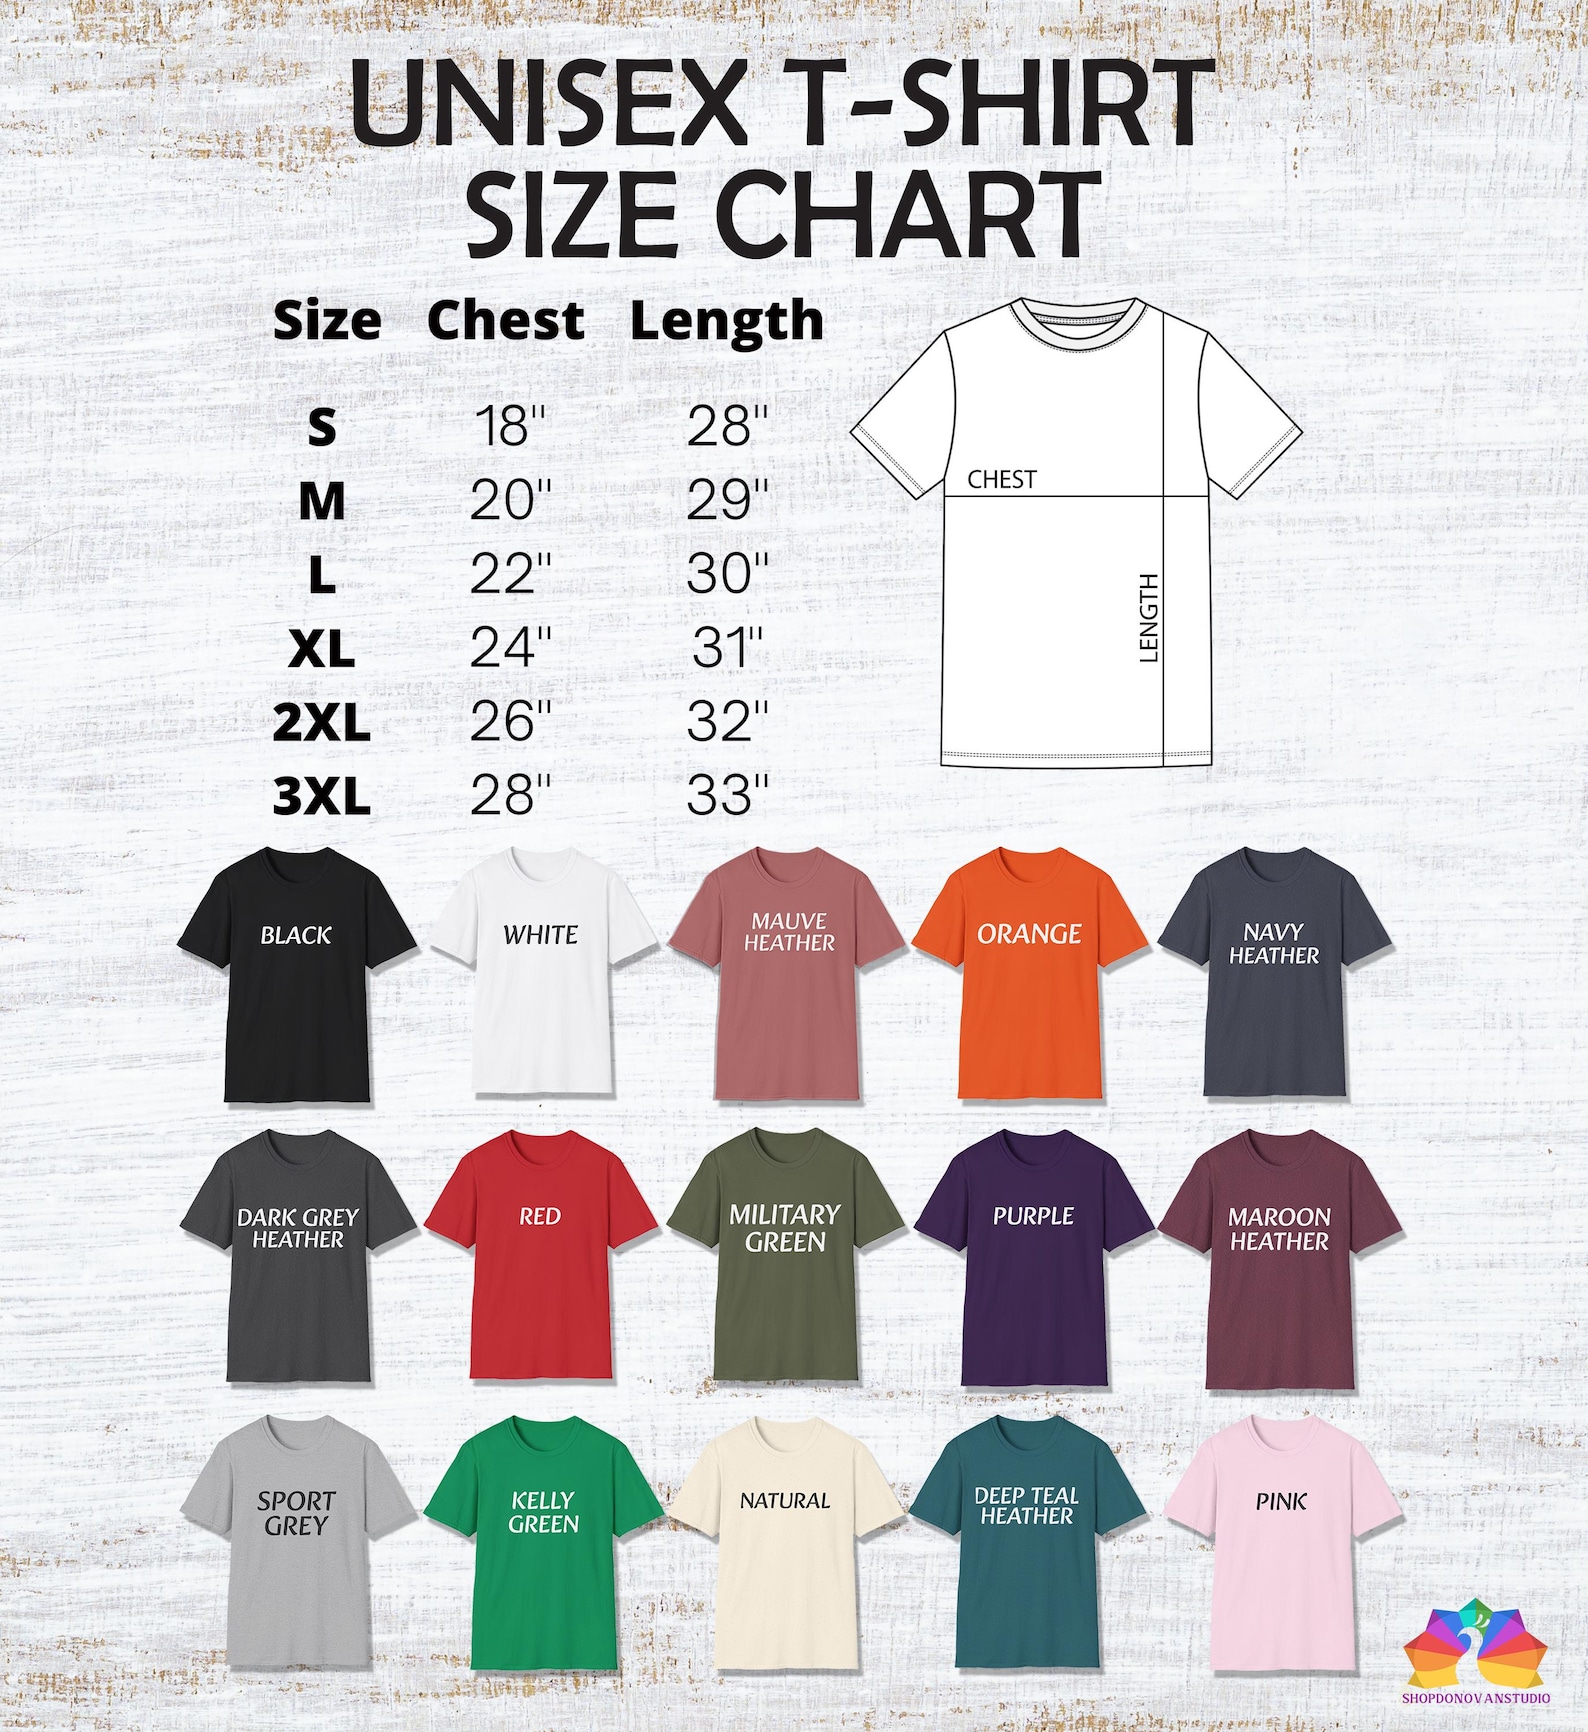 UNISEX T-SHIRT
SIZE CHART
Size Chest Length
S 18" 28"
M 20" 29"
L 22" 30"
XL 24" 31"
2XL 26" 32"
3XL 28" 33"
CHEST
LENGTH
BLACK
WHITE
MAUVE
HEATHER
ORANGE
NAVY
HEATHER
DARK GREY
HEATHER
RED
MILITARY
GREEN
PURPLE
MAROON
HEATHER
SPORT
GREY
KELLY
GREEN
NATURAL
DEEP TEAL
HEATHER
PINK
SHOPDONOVANSTUDIO